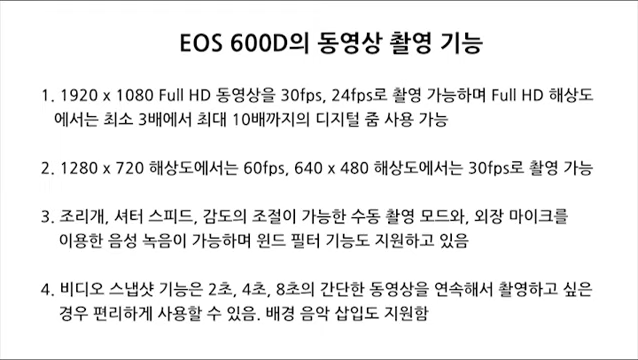 EOS 600D의 동영상 촬영 기능
1. 1920 x 1080 Full HD 동영상을 30fps, 24fps로 촬영 가능하며 Full HD 해상도
에서는 최소 3배에서 최대 10배까지의 디지털 줌 사용 가능
2. 1280 x 720 해상도에서는 60fps, 640 x 480 해상도에서는 30fps로 촬영 가능
3. 조리개, 셔터 스피드, 감도의 조절이 가능한 수동 촬영 모드와, 외장 마이크를
이용한 음성 녹음이 가능하며 윈드 필터 기능도 지원하고 있음
4. 비디오 스냅샷 기능은 2초, 4초, 8초의 간단한 동영상을 연속해서 촬영하고 싶은
경우 편리하게 사용할 수 있음. 배경 음악 삽입도 지원함